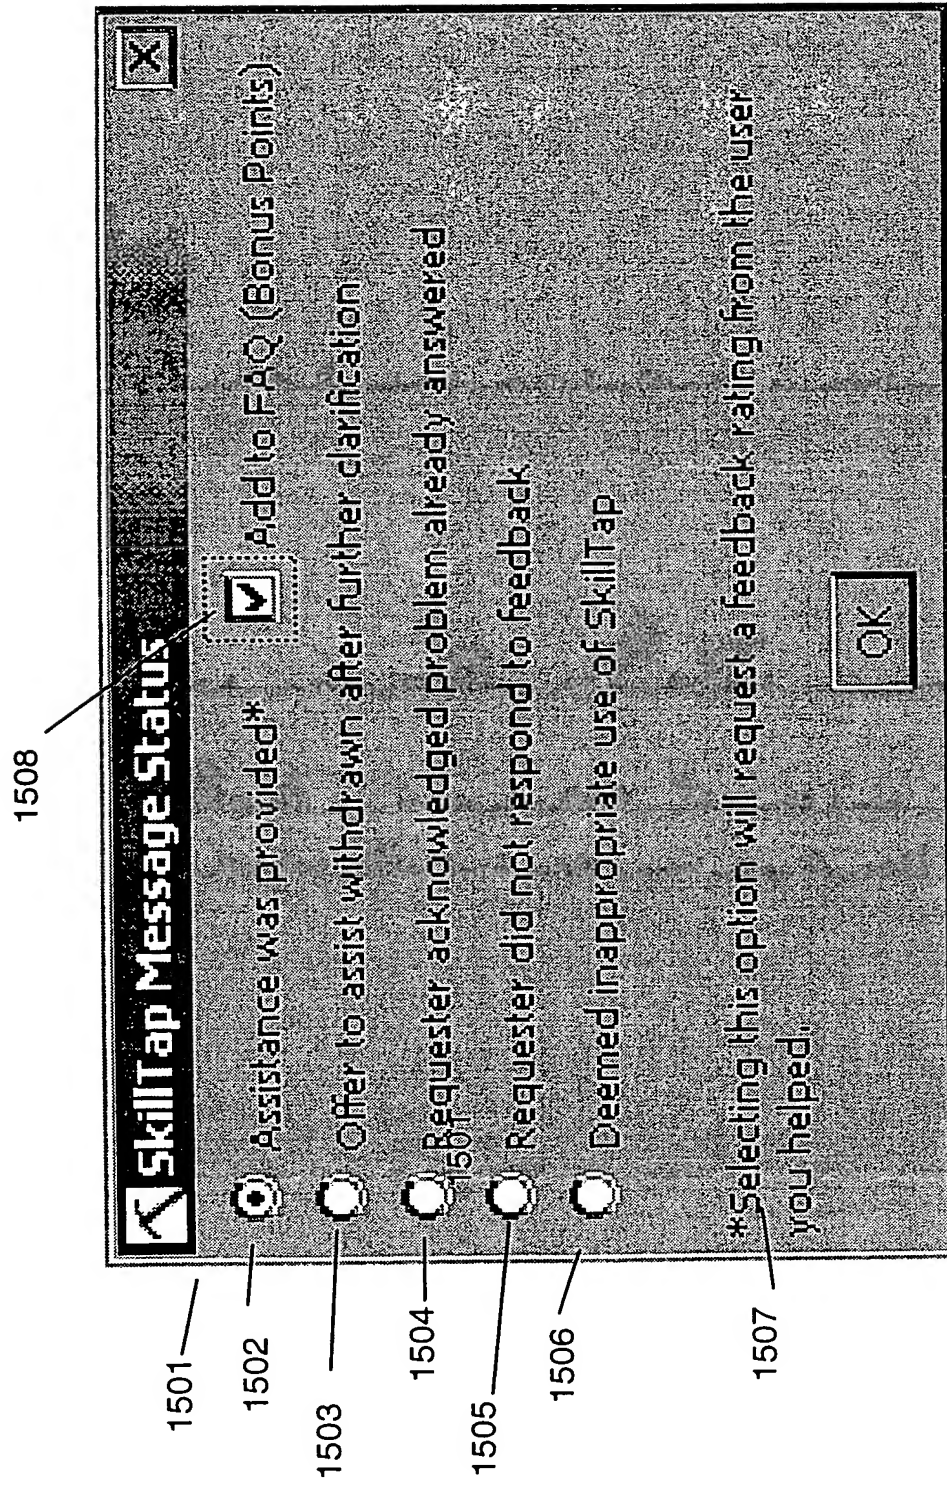 1508
SkillTap Message Status
X
1501
1502
Assistance was provided*
Add to FAQ (Bonus Points)
1503
Offer to assist withdrawn after further clarification
1504
Requester acknowledged problem already answered
1501
1505
Requester did not respond to feedback
1506
Deemed inappropriate use of SkillTap
1507
*Selecting this option will request a feedback rating from the user
you helped.
OK